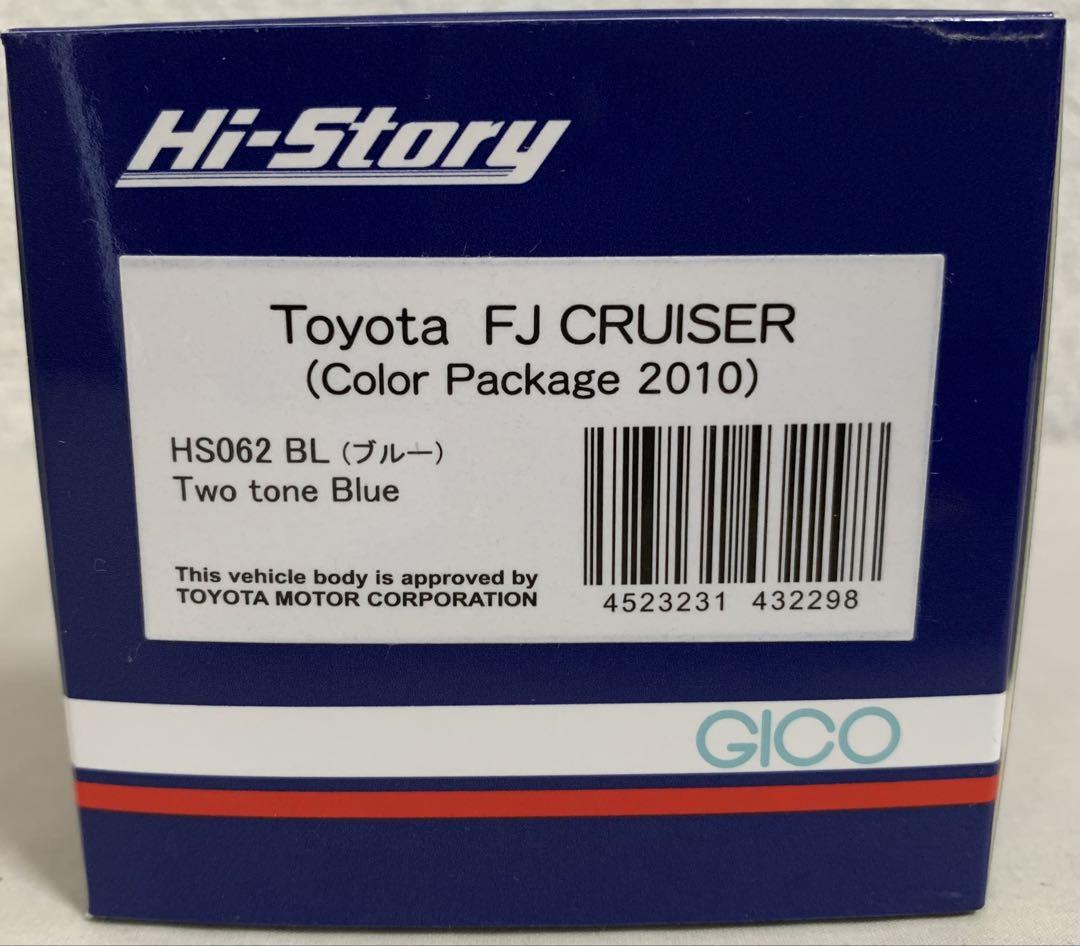 Hi-Story
Toyota FJ CRUISER
(Color Package 2010)
HS062 BL (ブルー)
Two tone Blue
This vehicle body is approved by
TOYOTA MOTOR CORPORATION
4523231 432298
GICO